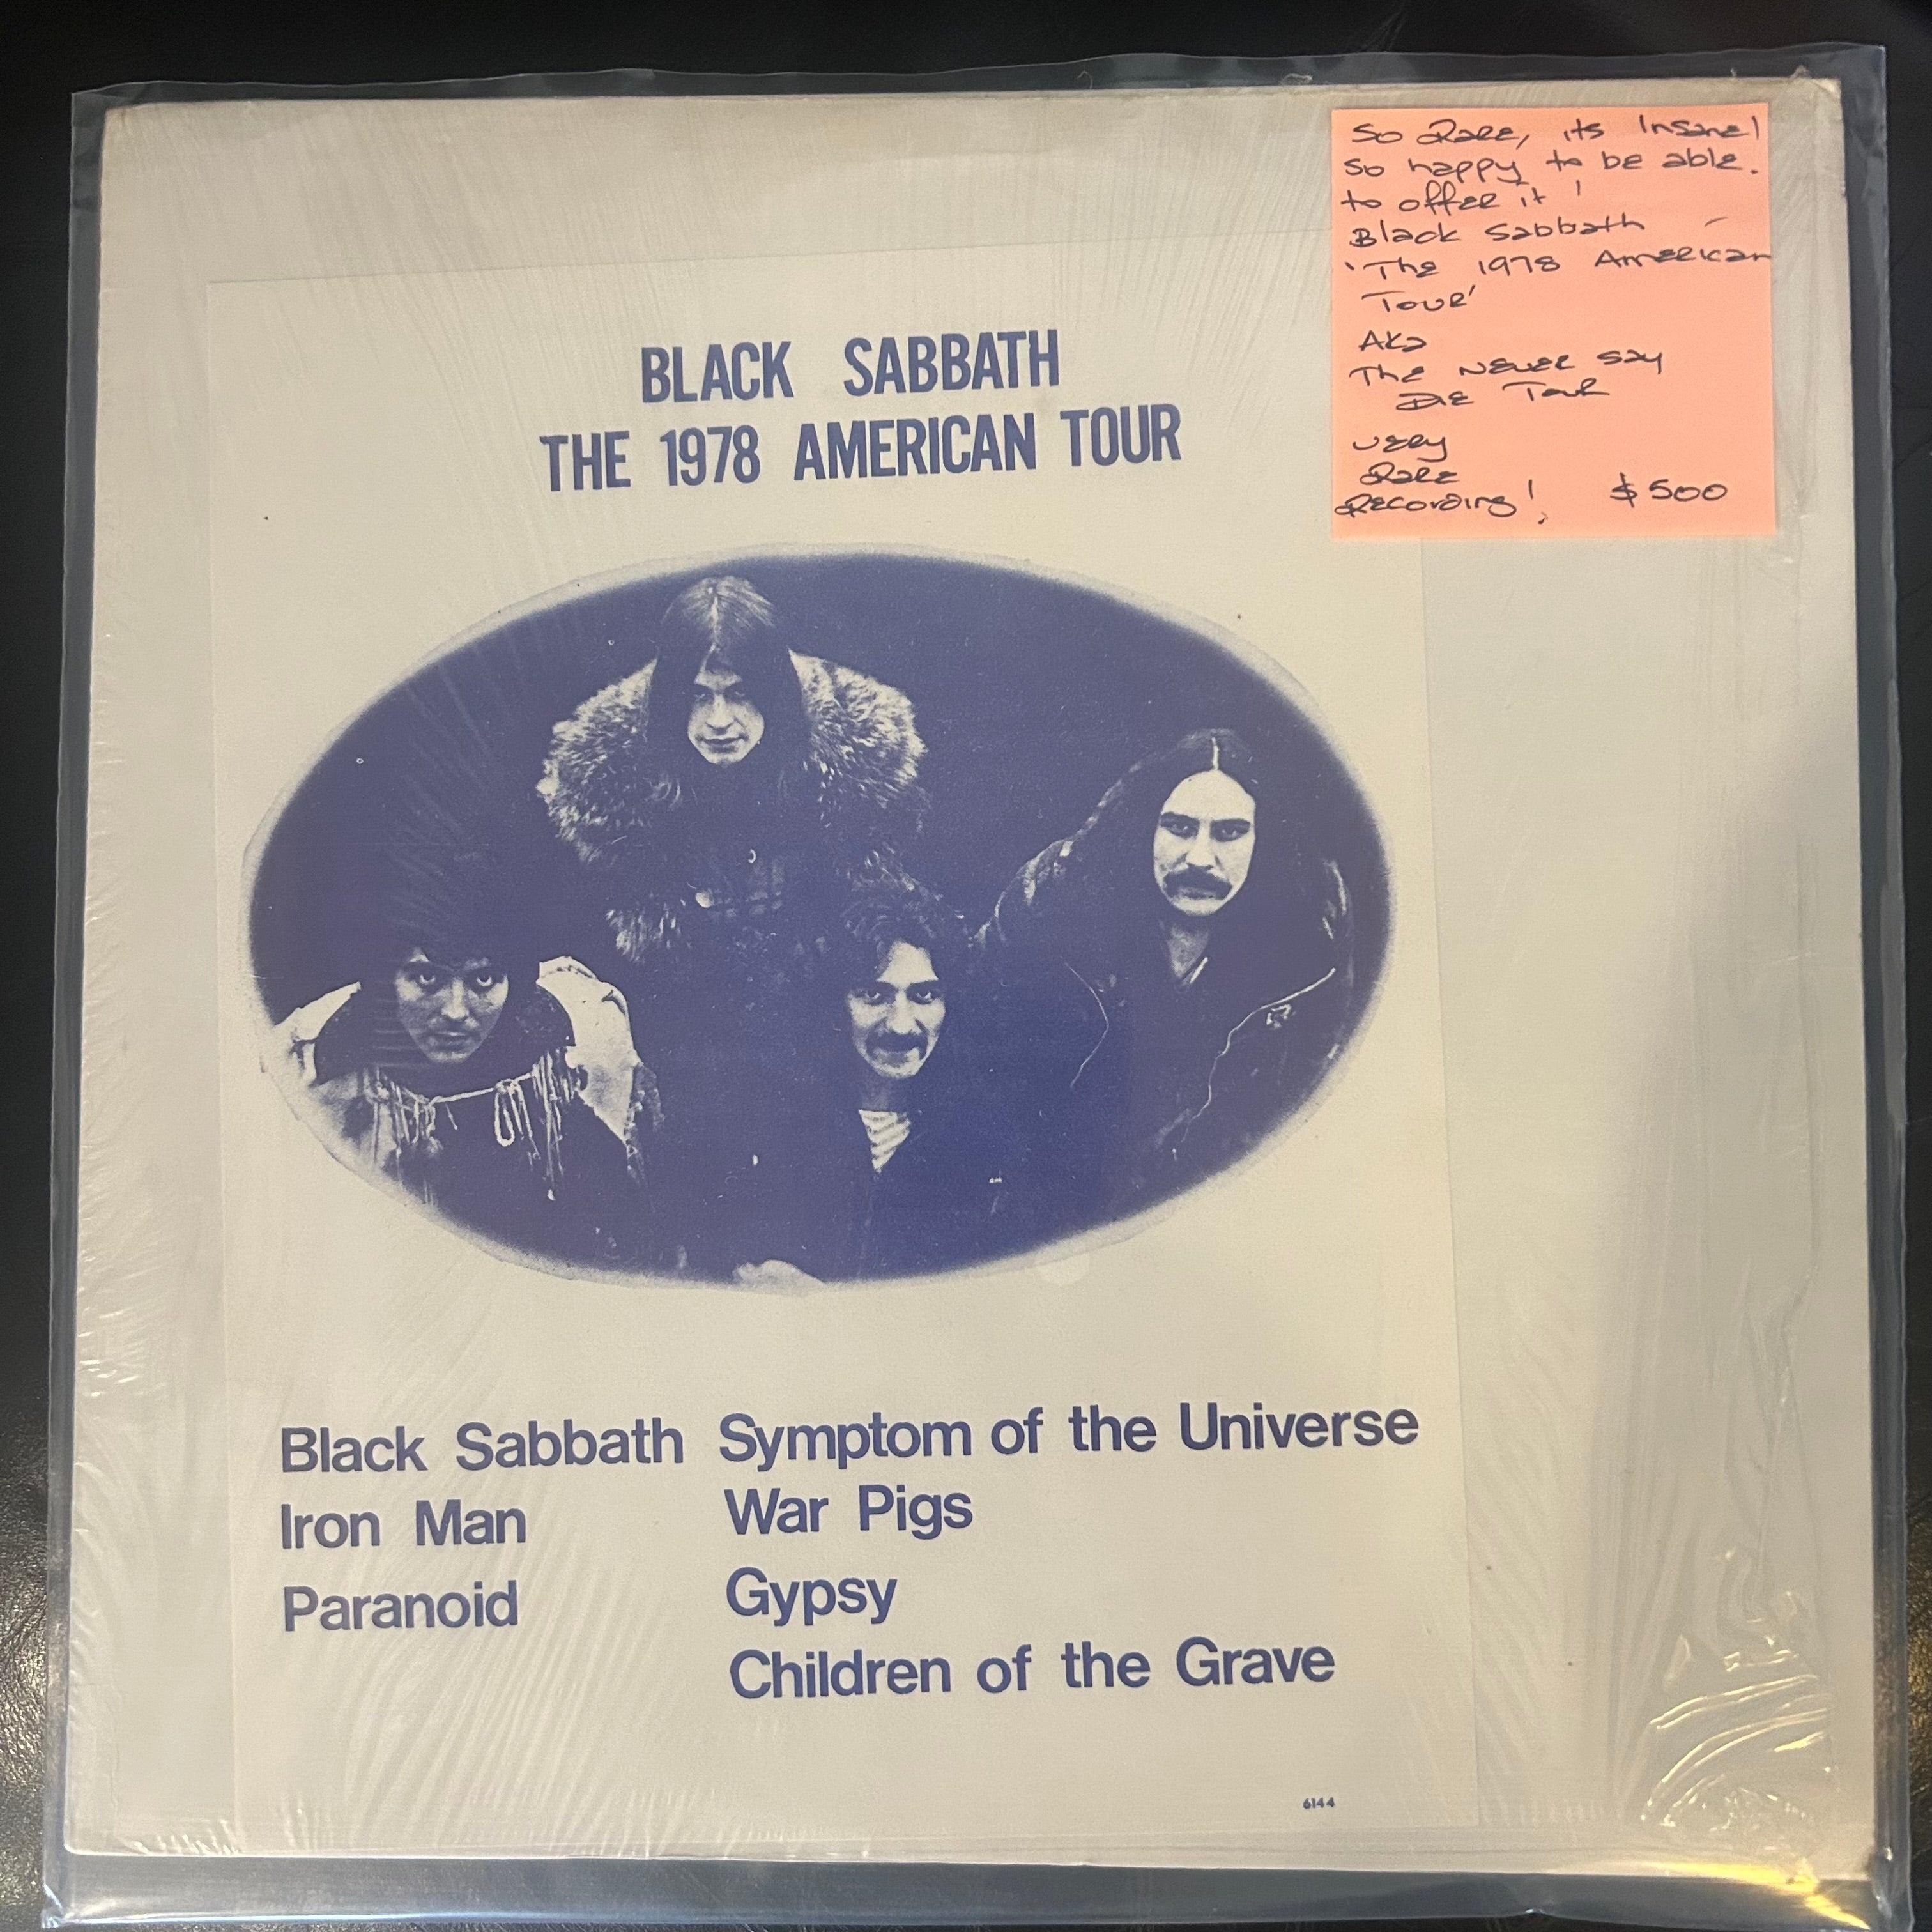 So Rare, its Insane!
So happy to be able.
to offer it!
Black Sabbath
'The 1978 American
Tour'
AKA
The Never Say
Die Tour
Very
Rare
Recording! $500
BLACK SABBATH
THE 1978 AMERICAN TOUR
Black Sabbath Symptom of the Universe
Iron Man War Pigs
Paranoid Gypsy
Children of the Grave
6144